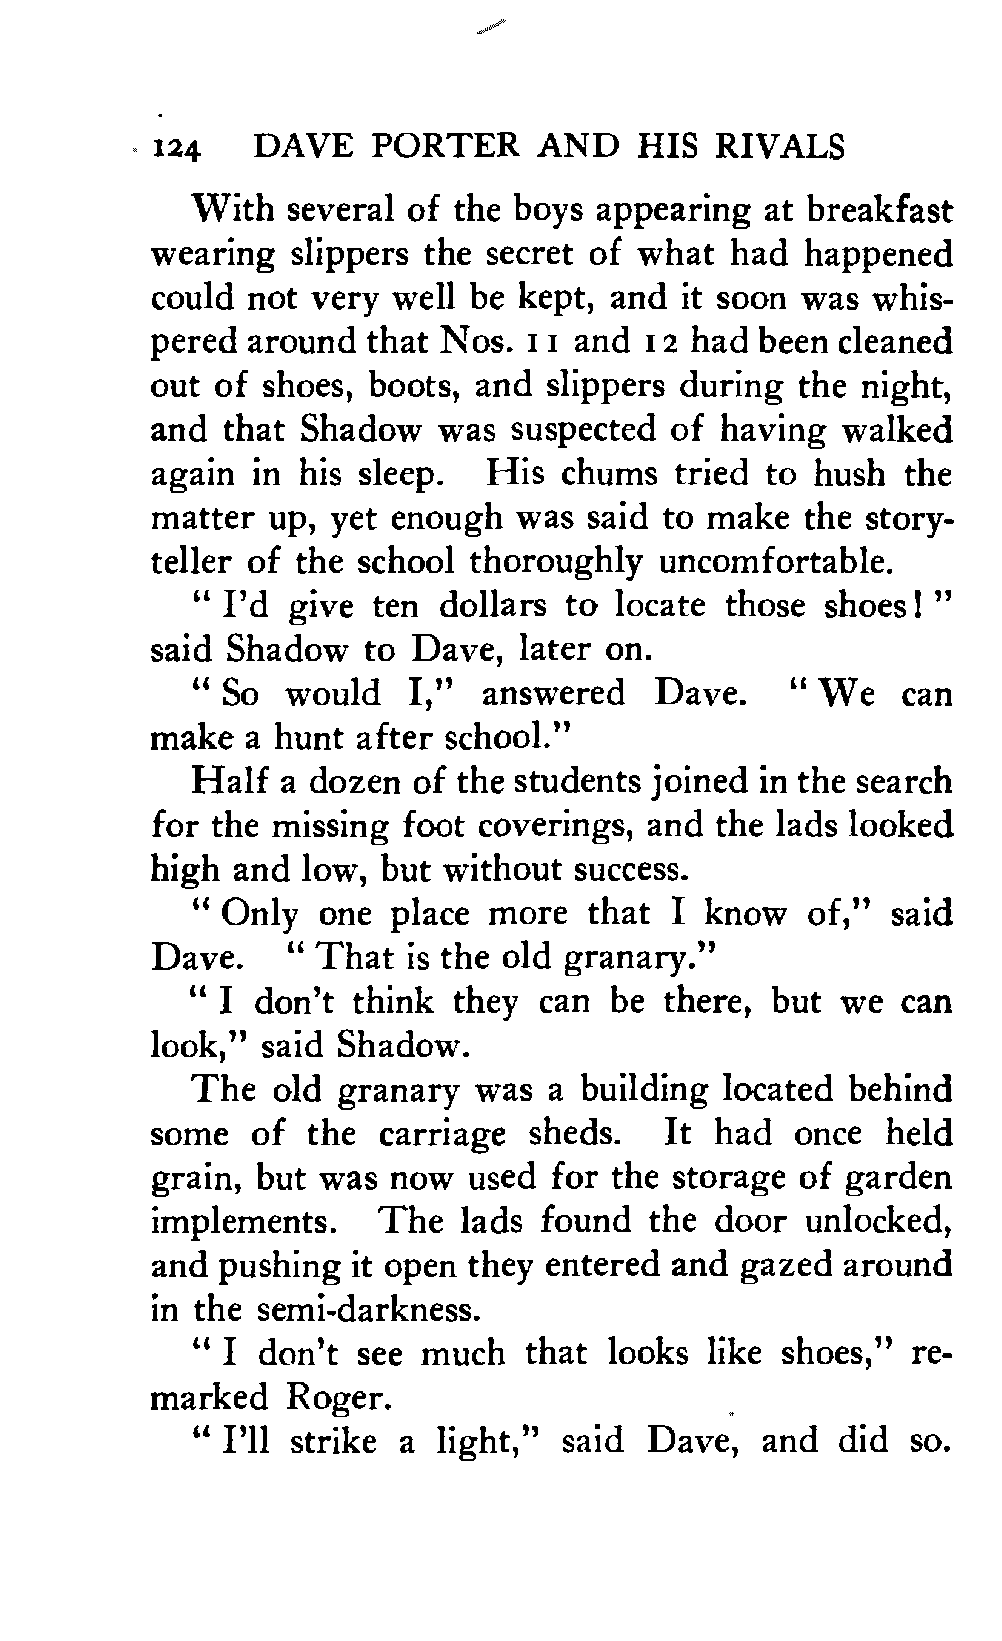 124 DAVE PORTER AND HIS RIVALS
With several of the boys appearing at breakfast
wearing slippers the secret of what had happened
could not very well be kept, and it soon was whis-
pered around that Nos. 11 and 12 had been cleaned
out of shoes, boots, and slippers during the night,
and that Shadow was suspected of having walked
again in his sleep. His chums tried to hush the
matter up, yet enough was said to make the story-
teller of the school thoroughly uncomfortable.
" I'd give ten dollars to locate those shoes! "
said Shadow to Dave, later on.
" So would I," answered Dave. " We can
make a hunt after school."
Half a dozen of the students joined in the search
for the missing foot coverings, and the lads looked
high and low, but without success.
" Only one place more that I know of," said
Dave. " That is the old granary."
" I don't think they can be there, but we can
look," said Shadow.
The old granary was a building located behind
some of the carriage sheds. It had once held
grain, but was now used for the storage of garden
implements. The lads found the door unlocked,
and pushing it open they entered and gazed around
in the semi-darkness.
" I don't see much that looks like shoes," re-
marked Roger.
" I'll strike a light," said Dave, and did so.